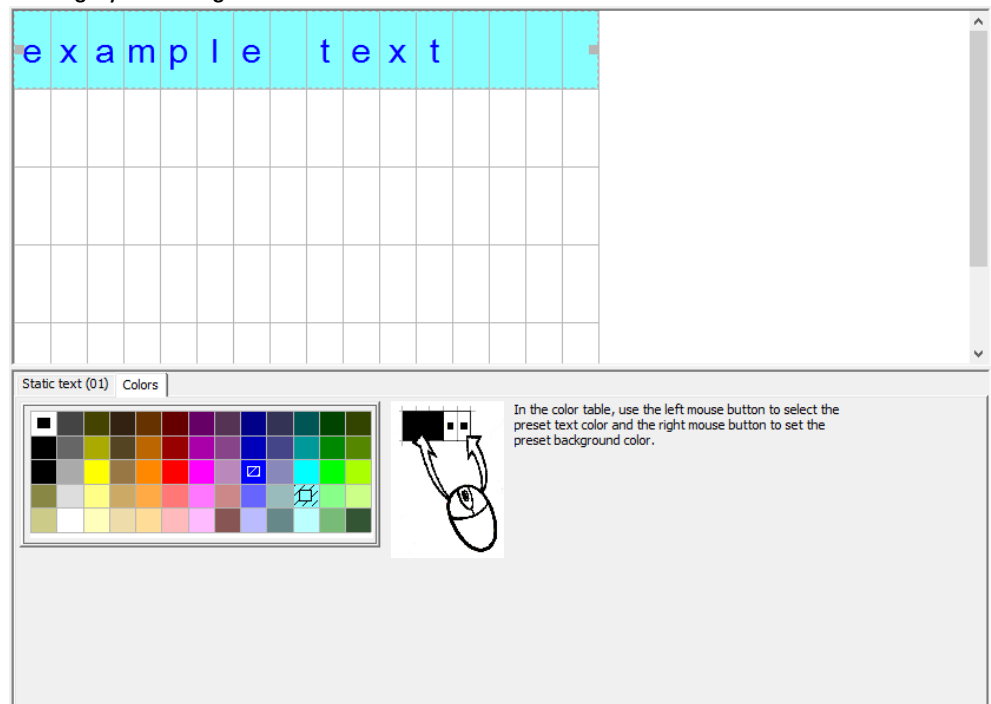 example text
Static text (01) Colors
In the color table, use the left mouse button to select the
preset text color and the right mouse button to set the
preset background color.